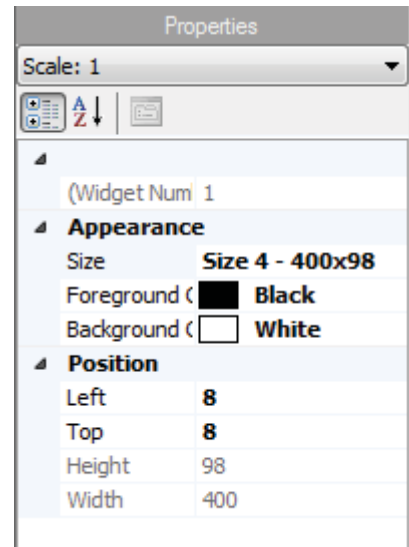 Properties
Scale: 1
A
Z
(Widget Num 1
Appearance
Size Size 4 - 400x98
Foreground C Black
Background C White
Position
Left 8
Top 8
Height 98
Width 400